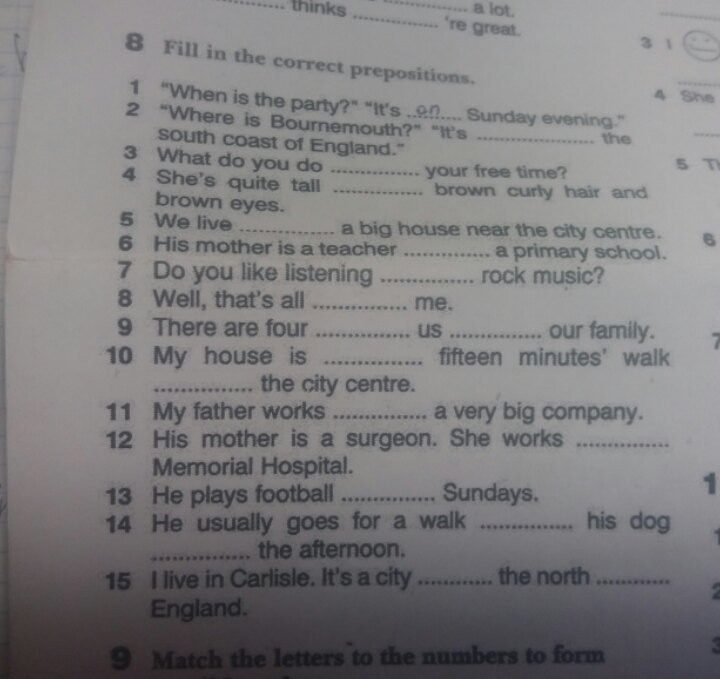 thinks .............. 're great.
a lot.
8 Fill in the correct prepositions.
1 "When is the party?" "It's ...on.... Sunday evening."
2 "Where is Bournemouth?" "It's .................. the
south coast of England."
3 What do you do .............. your free time?
4 She's quite tall .............. brown curly hair and
brown eyes.
5 We live .............. a big house near the city centre.
6 His mother is a teacher .............. a primary school.
7 Do you like listening .............. rock music?
8 Well, that's all .............. me.
9 There are four .............. us .............. our family.
10 My house is ............... fifteen minutes' walk
............... the city centre.
11 My father works .............. a very big company.
12 His mother is a surgeon. She works ..............
Memorial Hospital.
13 He plays football .............. Sundays.
14 He usually goes for a walk .............. his dog
............... the afternoon.
15 I live in Carlisle. It's a city ............ the north ............
England.
9 Match the letters to the numbers to form
3 I
4 She
5
6
7
1
2
3